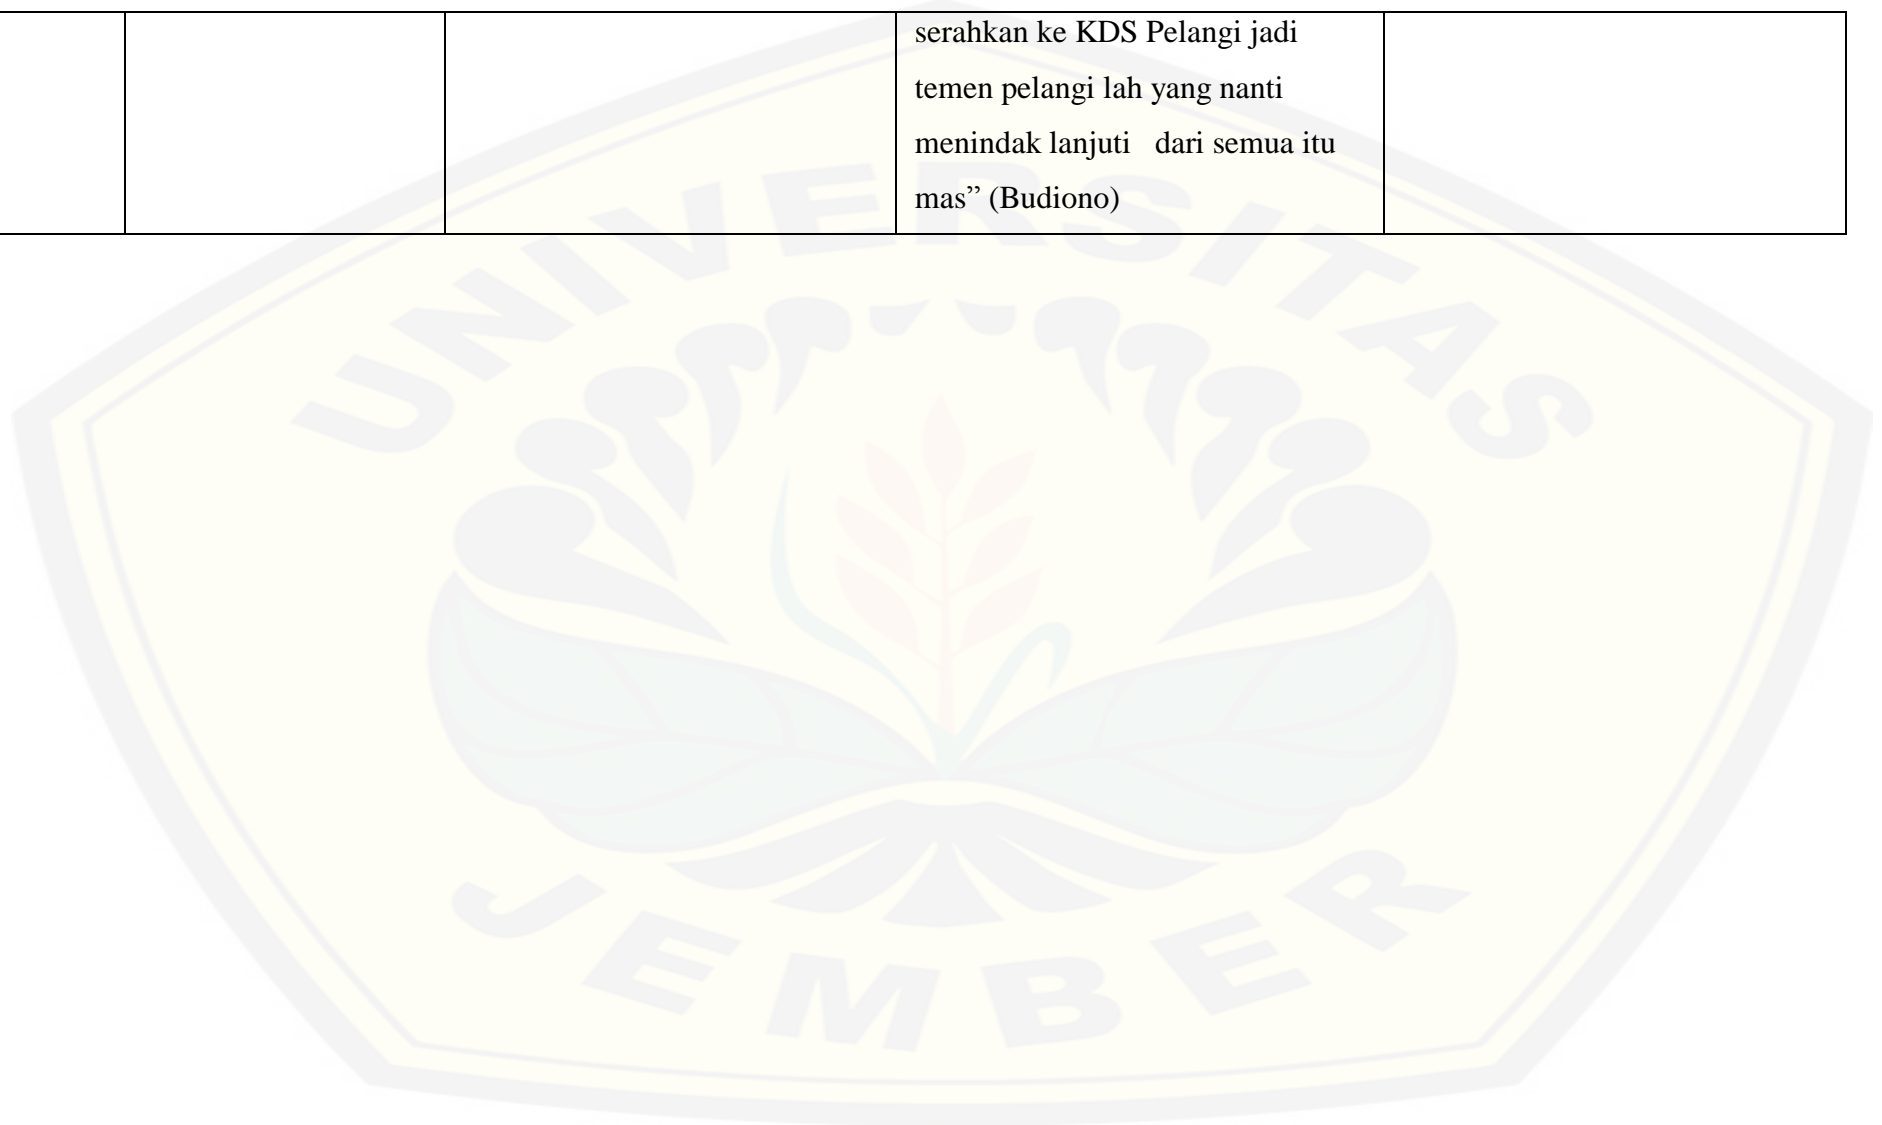 serahkan ke KDS Pelangi jadi
temen pelangi lah yang nanti
menindak lanjuti   dari semua itu
mas” (Budiono)
UNIVERSITAS
JEMBER